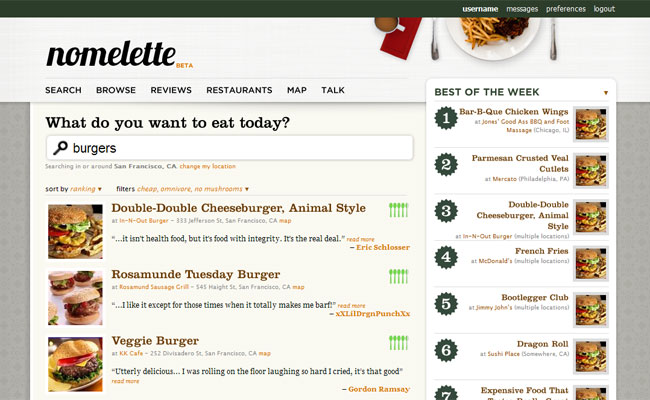 username messages preferences logout
nomelette BETA
SEARCH BROWSE REVIEWS RESTAURANTS MAP TALK
What do you want to eat today?
burgers
Searching in or around San Francisco, CA. change my location
sort by ranking ▼ filters cheap, omnivore, no mushrooms ▼
Double-Double Cheeseburger, Animal Style
at In-N-Out Burger – 333 Jefferson St, San Francisco, CA map
“...it isn't health food, but it's food with integrity. It's the real deal.” read more
– Eric Schlosser
Rosamunde Tuesday Burger
at Rosamund Sausage Grill – 545 Haight St, San Francisco, CA map
“...I like it except for those times when it totally makes me barf!” read more
– xXLilDrgnPunchXx
Veggie Burger
at KK Cafe – 252 Divisadero St, San Francisco, CA map
“Utterly delicious... I was rolling on the floor laughing so hard I cried, it's that good”
read more
– Gordon Ramsay
BEST OF THE WEEK ▼
1 Bar-B-Que Chicken Wings
at Jones' Good Ass BBQ and Foot
Massage (Chicago, IL)
2 Parmesan Crusted Veal
Cutlets
at Mercato (Philadelphia, PA)
3 Double-Double
Cheeseburger, Animal
Style
at In-N-Out Burger (multiple locations)
4 French Fries
at McDonald's (multiple locations)
5 Bootlegger Club
at Jimmy John's (multiple locations)
6 Dragon Roll
at Sushi Place (Somewhere, CA)
7 Expensive Food That